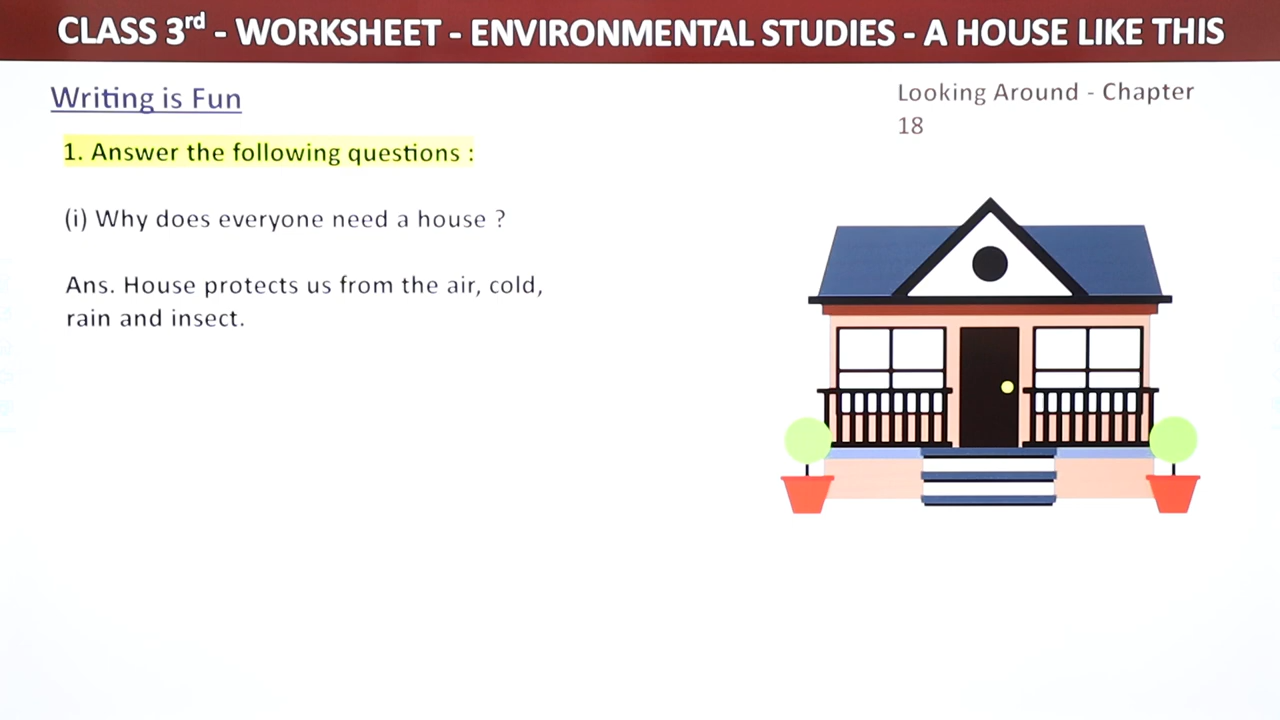 CLASS 3rd - WORKSHEET - ENVIRONMENTAL STUDIES - A HOUSE LIKE THIS
Writing is Fun
Looking Around - Chapter
18
1. Answer the following questions :
(i) Why does everyone need a house ?
Ans. House protects us from the air, cold,
rain and insect.